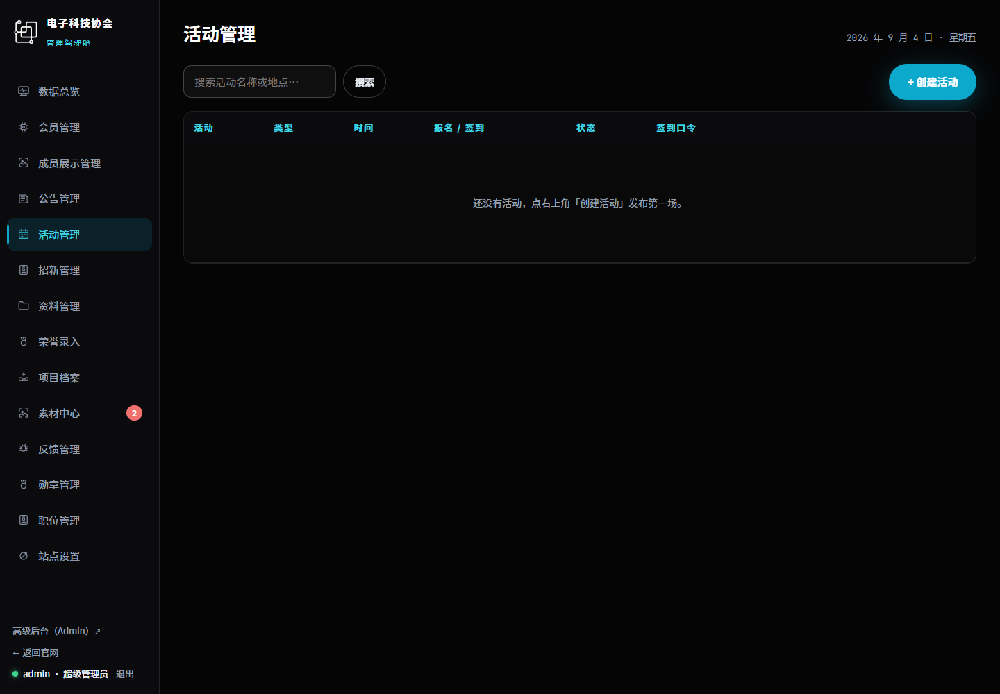 电子科技协会
管理驾驶舱
数据总览
会员管理
成员展示管理
公告管理
活动管理
招新管理
资料管理
荣誉录入
项目档案
素材中心 2
反馈管理
勋章管理
职位管理
站点设置
高级后台（Admin）↗
← 返回官网
admin · 超级管理员 退出
活动管理
2026 年 9 月 4 日 · 星期五
搜索活动名称或地点…
搜索
+ 创建活动
活动 类型 时间 报名 / 签到 状态 签到口令
还没有活动，点右上角「创建活动」发布第一场。